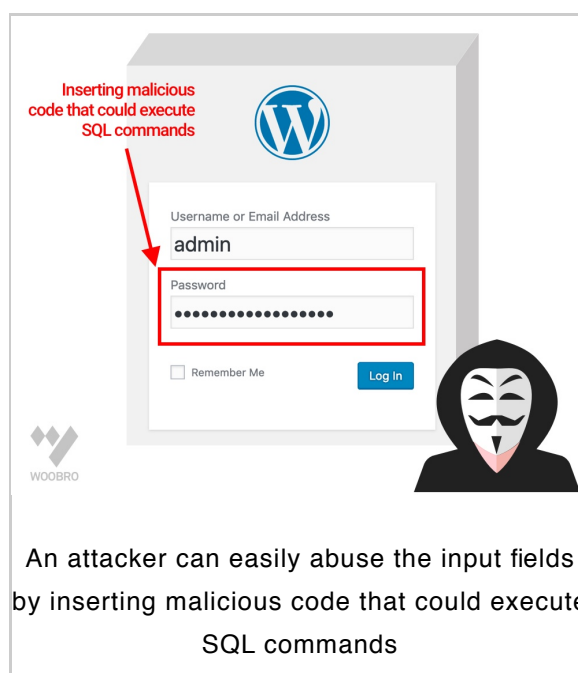 Inserting malicious
code that could execute
SQL commands
Username or Email Address
admin
Password
Remember Me
Log In
WOOBRO
An attacker can easily abuse the input fields
by inserting malicious code that could execute
SQL commands